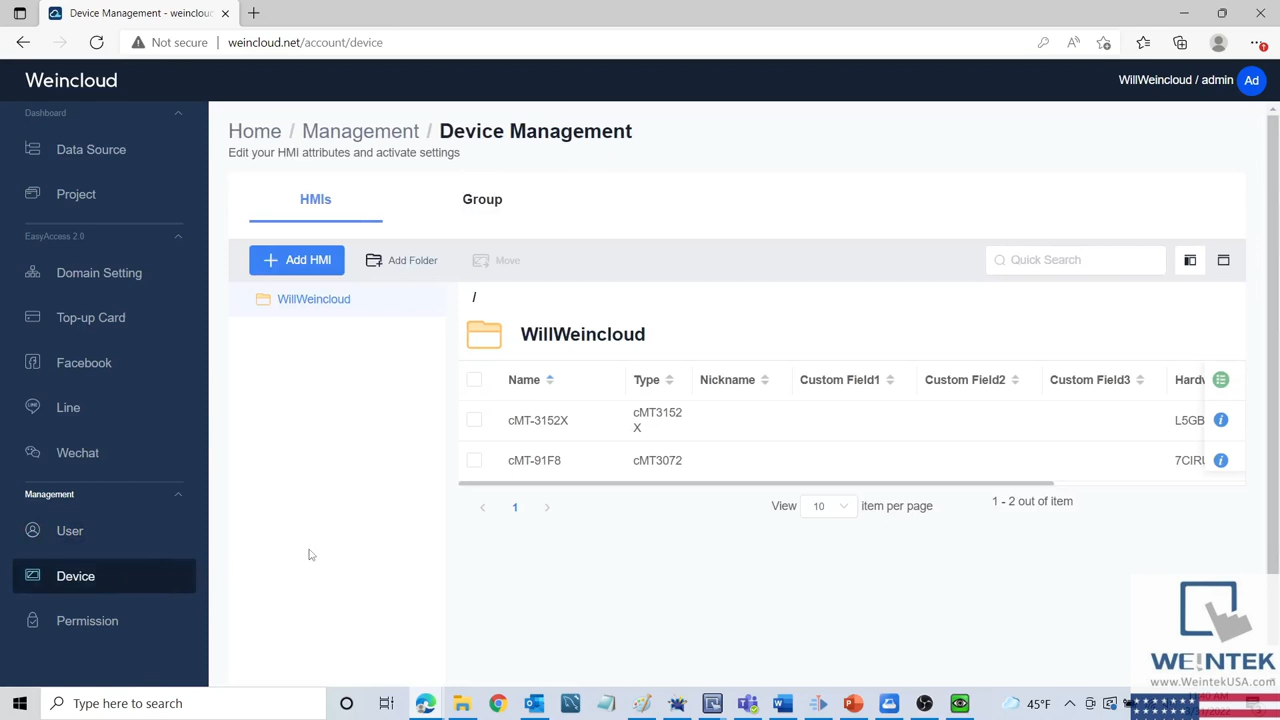 Device Management - weinclou
Not secure
weincloud.net/account/device
Weincloud
WillWeincloud / admin
Ad
Dashboard
Data Source
Project
EasyAccess 2.0
Domain Setting
Top-up Card
Facebook
Line
Wechat
Management
User
Device
Permission
Home / Management / Device Management
Edit your HMI attributes and activate settings
HMIs
Group
Add HMI
Add Folder
Move
Quick Search
WillWeincloud
/
WillWeincloud
Name Type Nickname Custom Field1 Custom Field2 Custom Field3 Hardw
cMT-3152X cMT3152
X
L5GB
cMT-91F8 cMT3072 7CIRU
1
View 10 item per page
1 - 2 out of item
WEINTEK
www.WeintekUSA.com
Type here to search
45°F